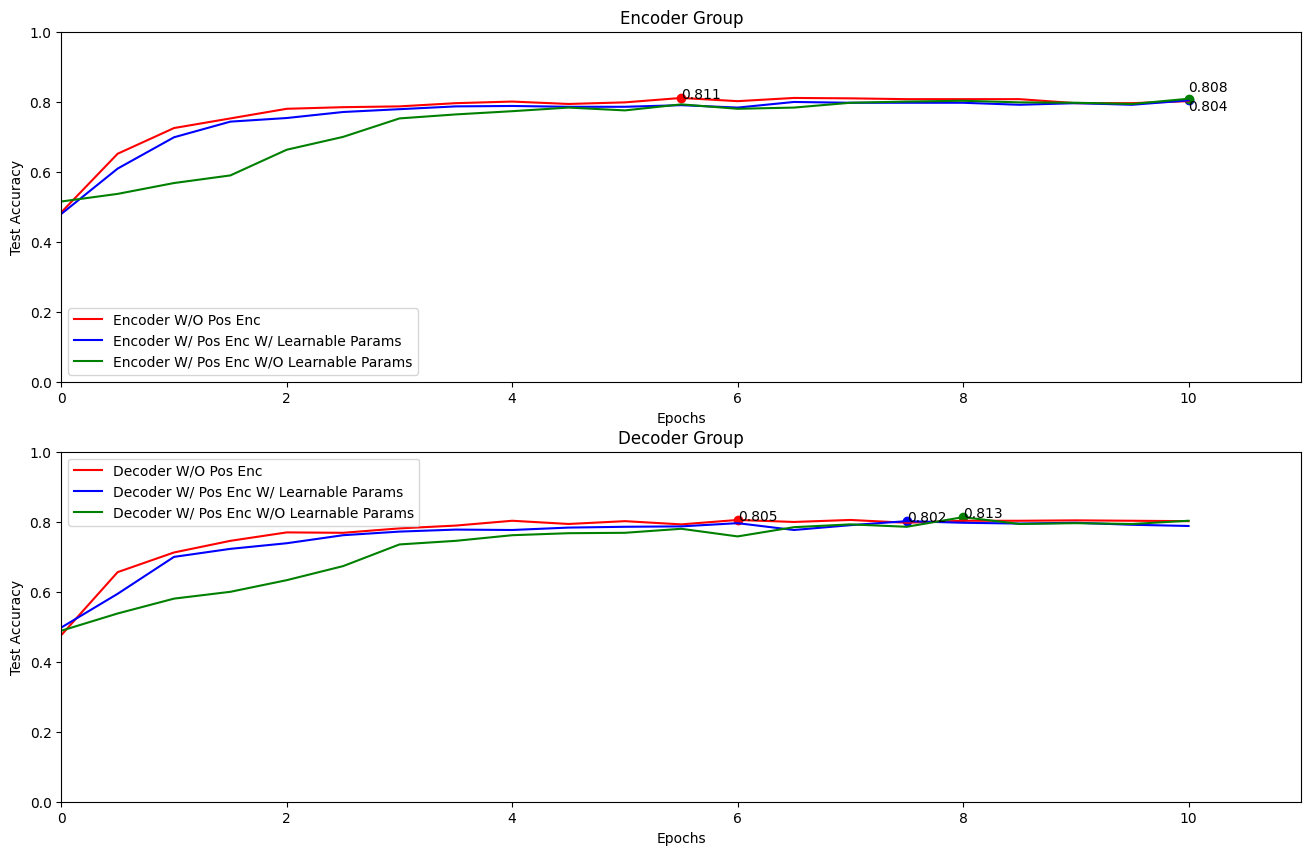 Encoder Group
1.0
0.8
0.6
0.4
0.2
0.0
Test Accuracy
0.811
0.808
0.804
Encoder W/O Pos Enc
Encoder W/ Pos Enc W/ Learnable Params
Encoder W/ Pos Enc W/O Learnable Params
0 2 4 6 8 10
Epochs
Decoder Group
1.0
0.8
0.6
0.4
0.2
0.0
Test Accuracy
Decoder W/O Pos Enc
Decoder W/ Pos Enc W/ Learnable Params
Decoder W/ Pos Enc W/O Learnable Params
0.805
0.802
0.813
0 2 4 6 8 10
Epochs